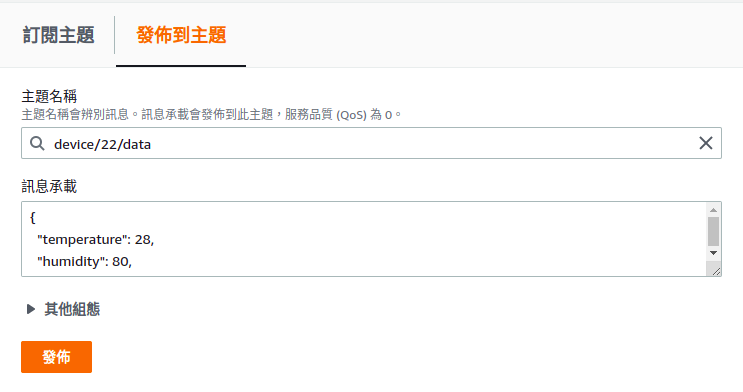 訂閱主題
發佈到主題
主題名稱
主題名稱會辨別訊息。訊息承載會發佈到此主題，服務品質 (QoS) 為 0。
device/22/data
訊息承載
{
"temperature": 28,
"humidity": 80,
其他組態
發佈